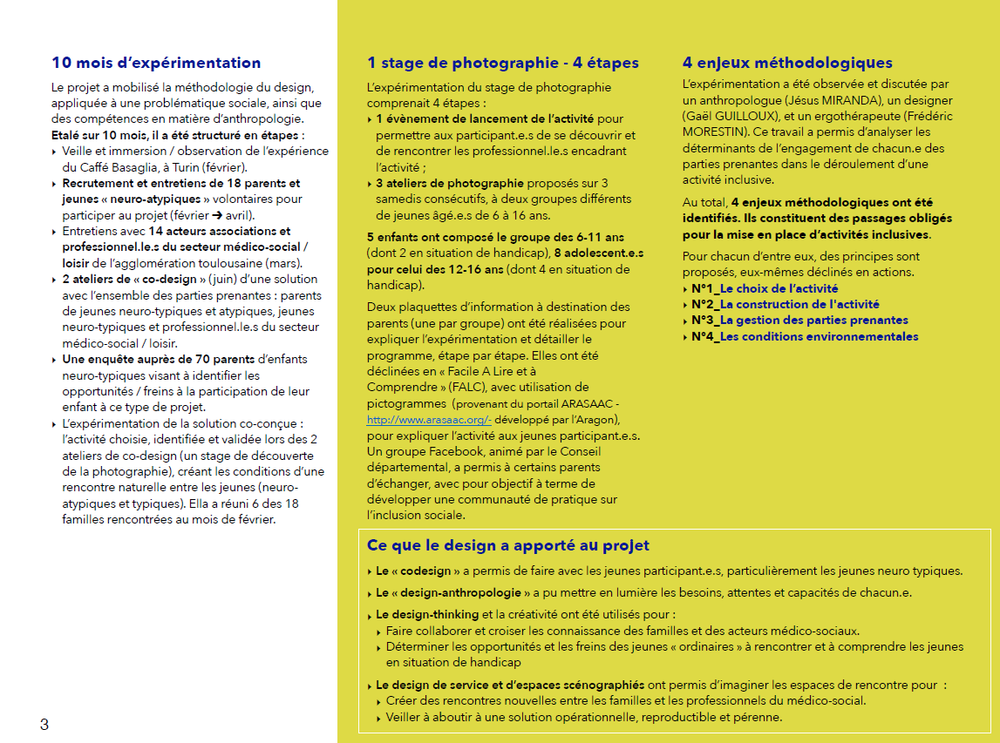 10 mois d’expérimentation
Le projet a mobilisé la méthodologie du design,
appliquée à une problématique sociale, ainsi que
des compétences en matière d’anthropologie.
Etalé sur 10 mois, il a été structuré en étapes :
‣ Veille et immersion / observation de l’expérience
du Caffé Basaglia, à Turin (février).
‣ Recrutement et entretiens de 18 parents et
jeunes « neuro-atypiques » volontaires pour
participer au projet (février ➔ avril).
‣ Entretiens avec 14 acteurs associations et
professionnel.le.s du secteur médico-social /
loisir de l’agglomération toulousaine (mars).
‣ 2 ateliers de « co-design » (juin) d’une solution
avec l’ensemble des parties prenantes : parents
de jeunes neuro-typiques et atypiques, jeunes
neuro-typiques et professionnel.le.s du secteur
médico-social / loisir.
‣ Une enquête auprès de 70 parents d’enfants
neuro-typiques visant à identifier les
opportunités / freins à la participation de leur
enfant à ce type de projet.
‣ L’expérimentation de la solution co-conçue :
l’activité choisie, identifiée et validée lors des 2
ateliers de co-design (un stage de découverte
de la photographie), créant les conditions d’une
rencontre naturelle entre les jeunes (neuro-
atypiques et typiques). Ella a réuni 6 des 18
familles rencontrées au mois de février.
1 stage de photographie - 4 étapes
L’expérimentation du stage de photographie
comprenait 4 étapes :
‣ 1 évènement de lancement de l’activité pour
permettre aux participant.e.s de se découvrir et
de rencontrer les professionnel.le.s encadrant
l’activité ;
‣ 3 ateliers de photographie proposés sur 3
samedis consécutifs, à deux groupes différents
de jeunes âgé.e.s de 6 à 16 ans.
5 enfants ont composé le groupe des 6-11 ans
(dont 2 en situation de handicap), 8 adolescent.e.s
pour celui des 12-16 ans (dont 4 en situation de
handicap).
Deux plaquettes d’information à destination des
parents (une par groupe) ont été réalisées pour
expliquer l’expérimentation et détailler le
programme, étape par étape. Elles ont été
déclinées en « Facile A Lire et à
Comprendre » (FALC), avec utilisation de
pictogrammes (provenant du portail ARASAAC -
http://www.arasaac.org/- développé par l’Aragon),
pour expliquer l’activité aux jeunes participant.e.s.
Un groupe Facebook, animé par le Conseil
départemental, a permis à certains parents
d’échanger, avec pour objectif à terme de
développer une communauté de pratique sur
l’inclusion sociale.
4 enjeux méthodologiques
L’expérimentation a été observée et discutée par
un anthropologue (Jésus MIRANDA), un designer
(Gaël GUILLOUX), et un ergothérapeute (Frédéric
MORESTIN). Ce travail a permis d’analyser les
déterminants de l’engagement de chacun.e des
parties prenantes dans le déroulement d’une
activité inclusive.
Au total, 4 enjeux méthodologiques ont été
identifiés. Ils constituent des passages obligés
pour la mise en place d’activités inclusives.
Pour chacun d’entre eux, des principes sont
proposés, eux-mêmes déclinés en actions.
‣ N°1_Le choix de l’activité
‣ N°2_La construction de l'activité
‣ N°3_La gestion des parties prenantes
‣ N°4_Les conditions environnementales
Ce que le design a apporté au projet
‣ Le « codesign » a permis de faire avec les jeunes participant.e.s, particulièrement les jeunes neuro typiques.
‣ Le « design-anthropologie » a pu mettre en lumière les besoins, attentes et capacités de chacun.e.
‣ Le design-thinking et la créativité ont été utilisés pour :
‣ Faire collaborer et croiser les connaissance des familles et des acteurs médico-sociaux.
‣ Déterminer les opportunités et les freins des jeunes « ordinaires » à rencontrer et à comprendre les jeunes
en situation de handicap
‣ Le design de service et d’espaces scénographiés ont permis d’imaginer les espaces de rencontre pour :
‣ Créer des rencontres nouvelles entre les familles et les professionnels du médico-social.
‣ Veiller à aboutir à une solution opérationnelle, reproductible et pérenne.
3